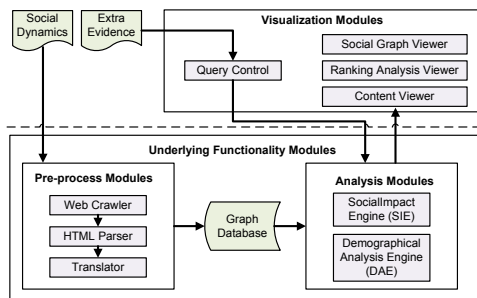 Social
Dynamics
Extra
Evidence
Visualization Modules
Query Control
Social Graph Viewer
Ranking Analysis Viewer
Content Viewer
Underlying Functionality Modules
Pre-process Modules
Web Crawler
HTML Parser
Translator
Graph
Database
Analysis Modules
SocialImpact
Engine (SIE)
Demographical
Analysis Engine
(DAE)